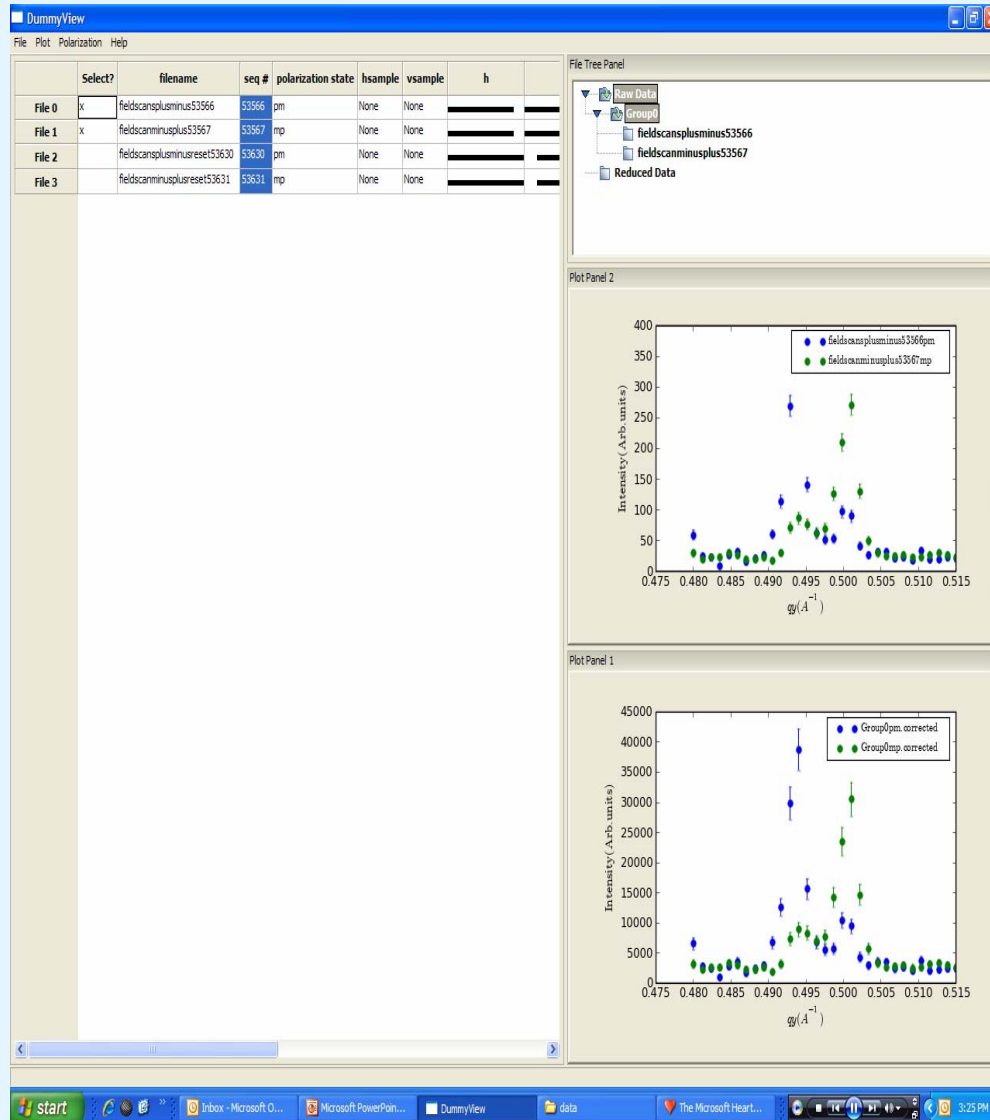 DummyView
File Plot Polarization Help
Select? filename seq # polarization state hsample vsample h
File 0 x fieldscansplusminus53566 53566 pm None None
File 1 x fieldscanminusplus53567 53567 mp None None
File 2 fieldscansplusminusreset53630 53630 pm None None
File 3 fieldscanminusplusreset53631 53631 mp None None
File Tree Panel
Raw Data
Group0
fieldscansplusminus53566
fieldscanminusplus53567
Reduced Data
Plot Panel 2
fieldscansplusminus53566pm
fieldscanminusplus53567mp
Intensity(Arb.units)
400
350
300
250
200
150
100
50
0
0.475 0.480 0.485 0.490 0.495 0.500 0.505 0.510 0.515
qy(A⁻¹)
Plot Panel 1
Group0pm.corrected
Group0mp.corrected
Intensity(Arb.units)
45000
40000
35000
30000
25000
20000
15000
10000
5000
0
0.475 0.480 0.485 0.490 0.495 0.500 0.505 0.510 0.515
qy(A⁻¹)
start Inbox - Microsoft O... Microsoft PowerPoin... DummyView data The Microsoft Heart... 3:25 PM